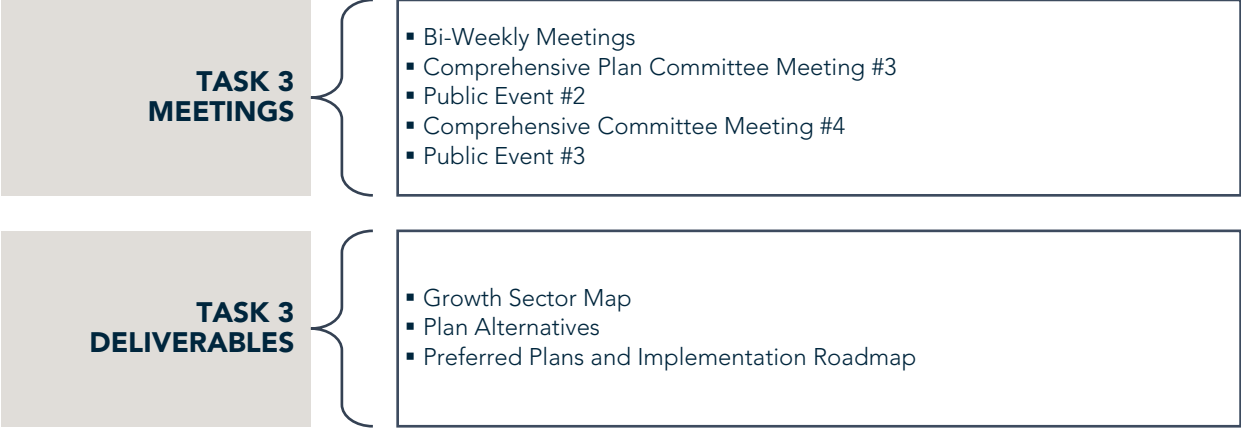 TASK 3
MEETINGS
▪ Bi-Weekly Meetings
▪ Comprehensive Plan Committee Meeting #3
▪ Public Event #2
▪ Comprehensive Committee Meeting #4
▪ Public Event #3
TASK 3
DELIVERABLES
▪ Growth Sector Map
▪ Plan Alternatives
▪ Preferred Plans and Implementation Roadmap